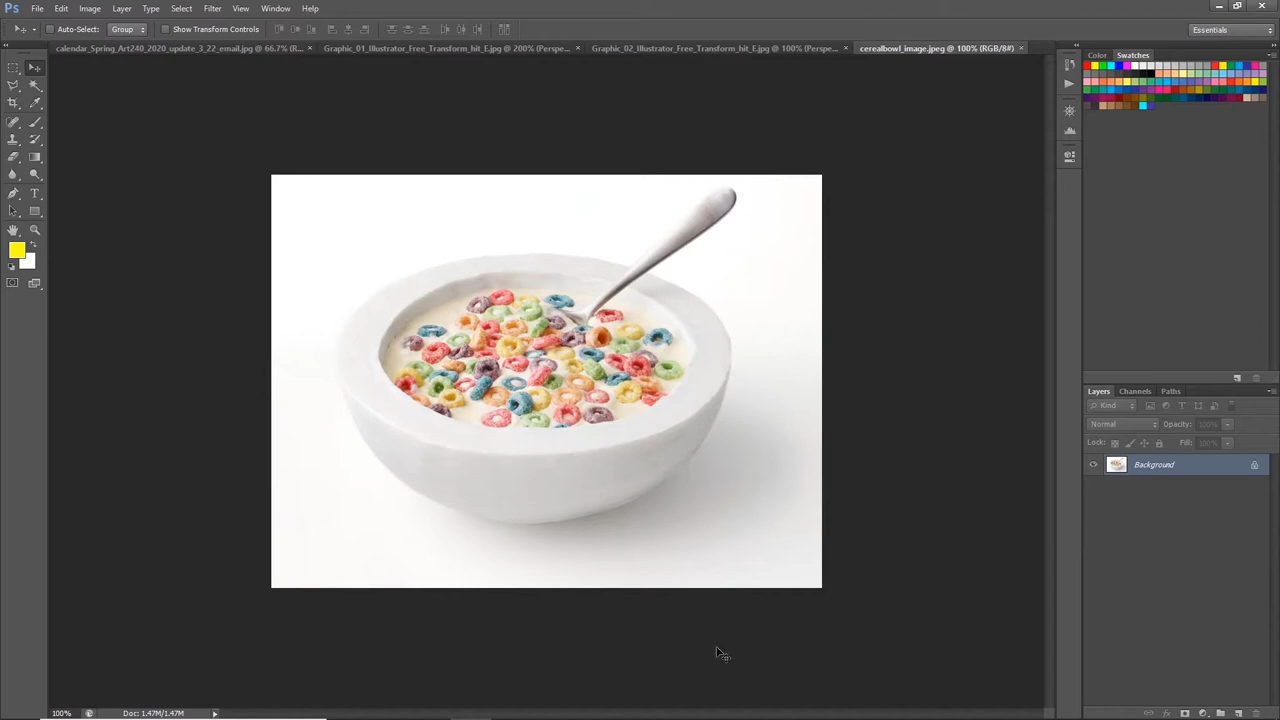 Ps File Edit Image Layer Type Select Filter View Window Help
Auto-Select: Group Show Transform Controls Essentials
calendar_Spring_Art240_2020_update_3_22_email.jpg @ 66.7% (R... × Graphic_01_Illustrator_Free_Transform_hit_E.jpg @ 200% (Perspe... × Graphic_02_Illustrator_Free_Transform_hit_E.jpg @ 100% (Perspe... × cerealbowl_image.jpeg @ 100% (RGB/8#) ×
Color Swatches
Layers Channels Paths
Kind
Normal Opacity: 100%
Lock: Fill: 100%
Background
100% Doc: 1.47M/1.47M